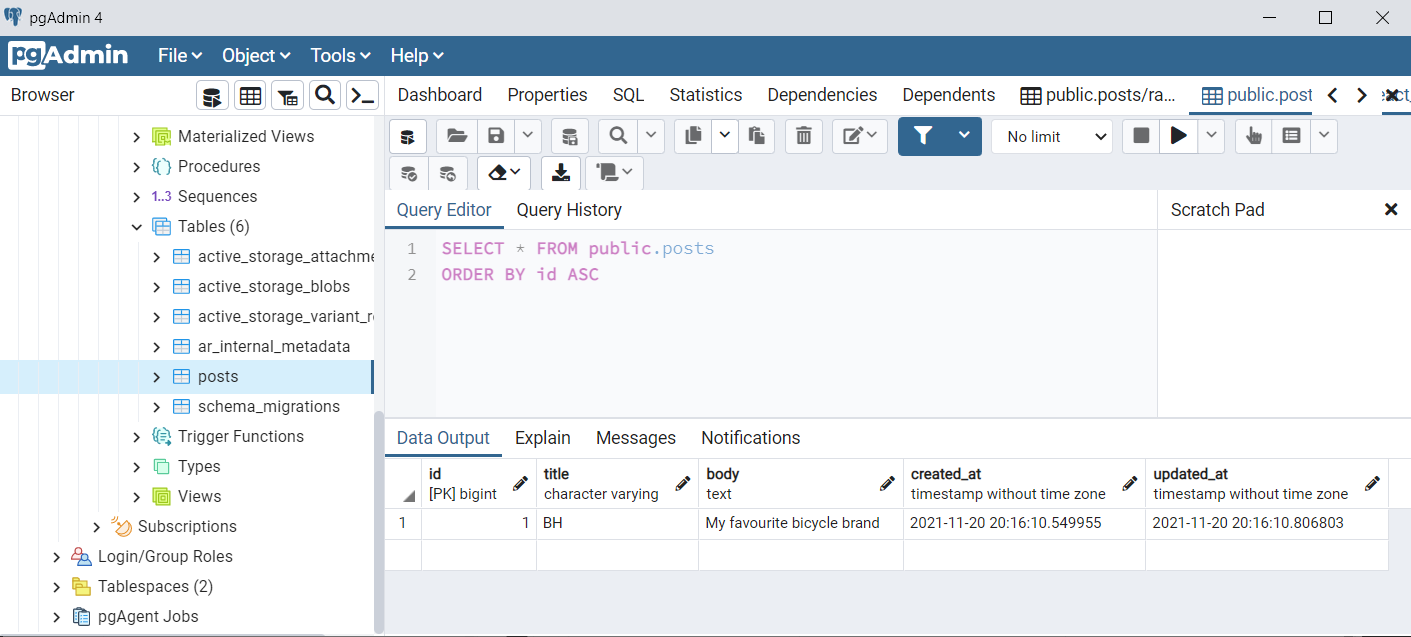 pgAdmin 4
pgAdmin File Object Tools Help
Browser
Dashboard Properties SQL Statistics Dependencies Dependents public.posts/ra... public.post
No limit
Materialized Views
Procedures
1..3 Sequences
Tables (6)
active_storage_attachme
active_storage_blobs
active_storage_variant_r
ar_internal_metadata
posts
schema_migrations
Trigger Functions
Types
Views
Subscriptions
Login/Group Roles
Tablespaces (2)
pgAgent Jobs
Query Editor Query History
Scratch Pad
1 SELECT * FROM public.posts
2 ORDER BY id ASC
Data Output Explain Messages Notifications
id title body created_at updated_at
[PK] bigint character varying text timestamp without time zone timestamp without time zone
1 1 BH My favourite bicycle brand 2021-11-20 20:16:10.549955 2021-11-20 20:16:10.806803